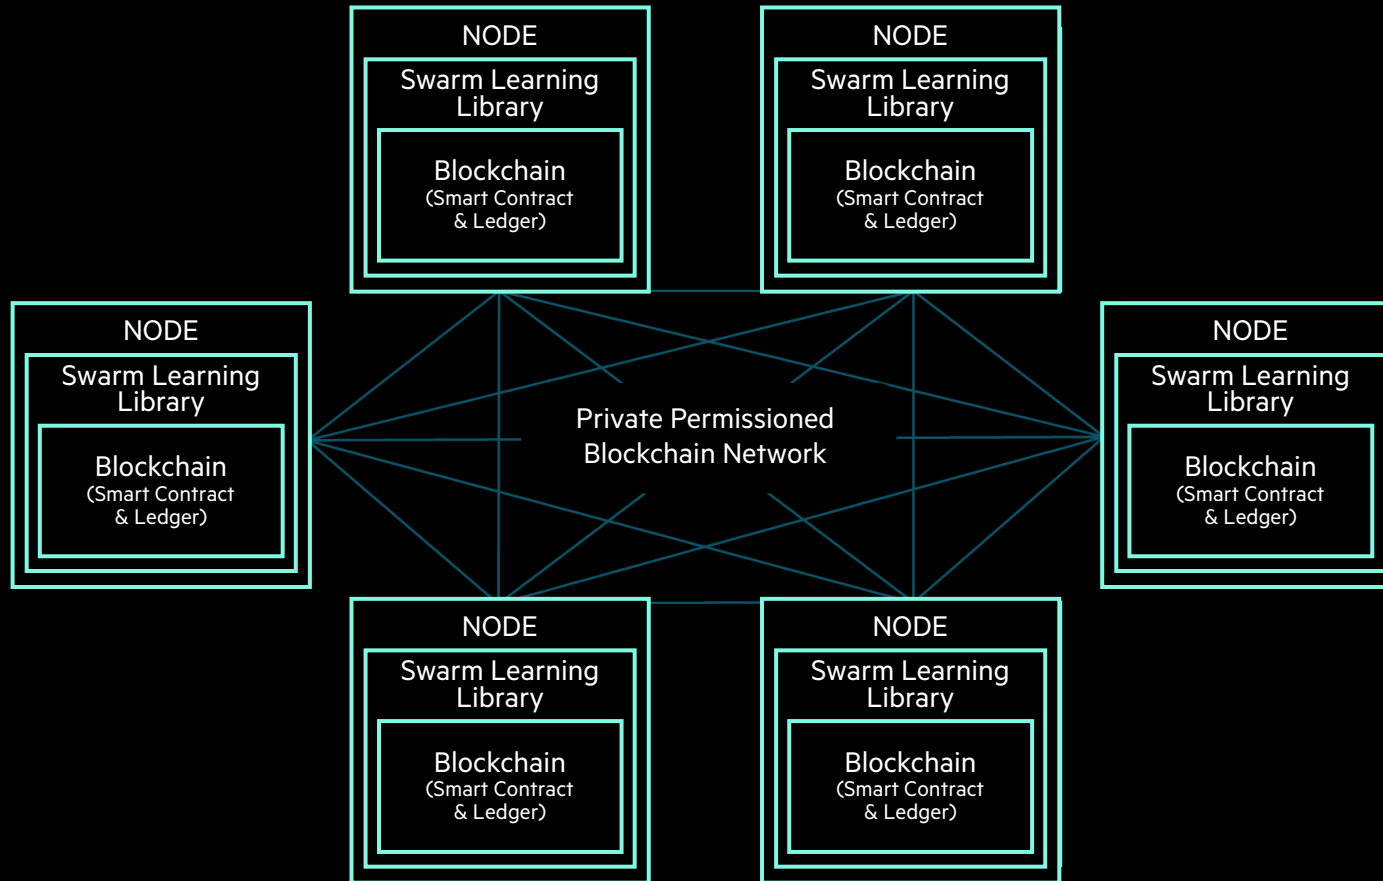 NODE
Swarm Learning
Library
Blockchain
(Smart Contract
& Ledger)
NODE
Swarm Learning
Library
Blockchain
(Smart Contract
& Ledger)
NODE
Swarm Learning
Library
Blockchain
(Smart Contract
& Ledger)
Private Permissioned
Blockchain Network
NODE
Swarm Learning
Library
Blockchain
(Smart Contract
& Ledger)
NODE
Swarm Learning
Library
Blockchain
(Smart Contract
& Ledger)
NODE
Swarm Learning
Library
Blockchain
(Smart Contract
& Ledger)